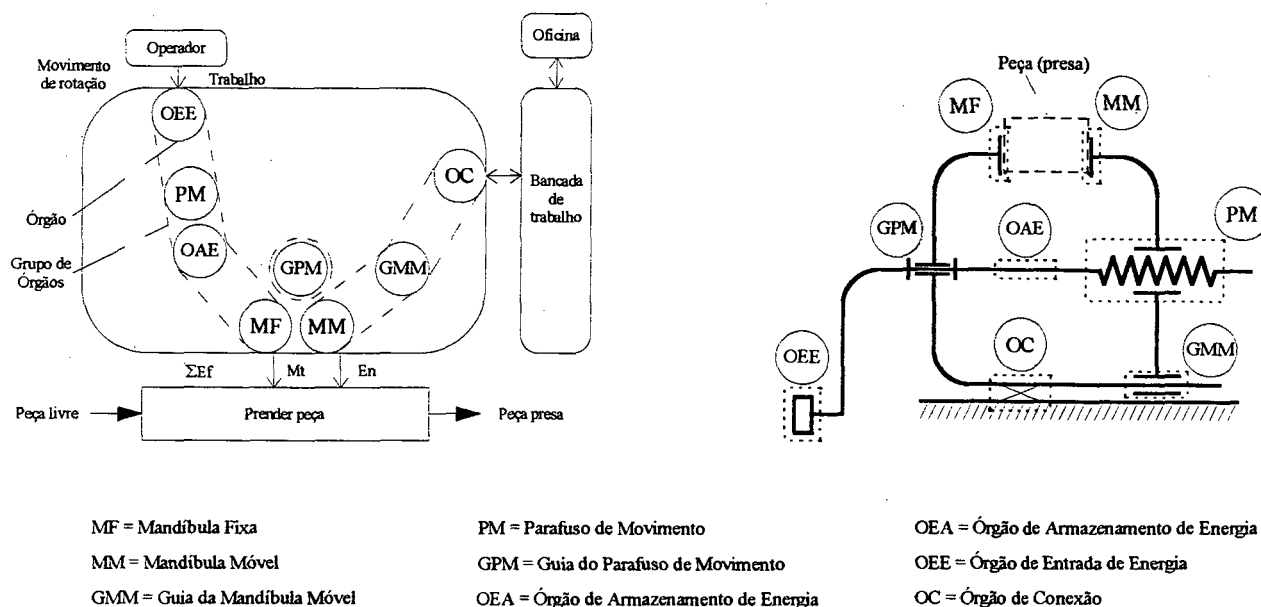 Operador
Oficina
Movimento
de rotação
Trabalho
OEE
PM
OAE
Órgão
Grupo de
Órgãos
GPM
GMM
OC
MF
MM
Bancada
de
trabalho
ΣEf
Mt
En
Peça livre
Prender peça
Peça presa
Peça (presa)
MF
MM
GPM
OAE
PM
OEE
OC
GMM
MF = Mandíbula Fixa
PM = Parafuso de Movimento
OEA = Órgão de Armazenamento de Energia
MM = Mandíbula Móvel
GPM = Guia do Parafuso de Movimento
OEE = Órgão de Entrada de Energia
GMM = Guia da Mandíbula Móvel
OEA = Órgão de Armazenamento de Energia
OC = Órgão de Conexão